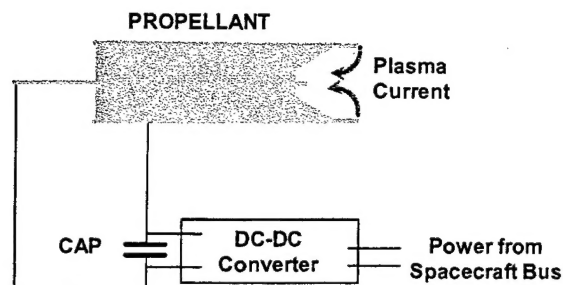 PROPELLANT
Plasma
Current
CAP
DC-DC
Converter
Power from
Spacecraft Bus